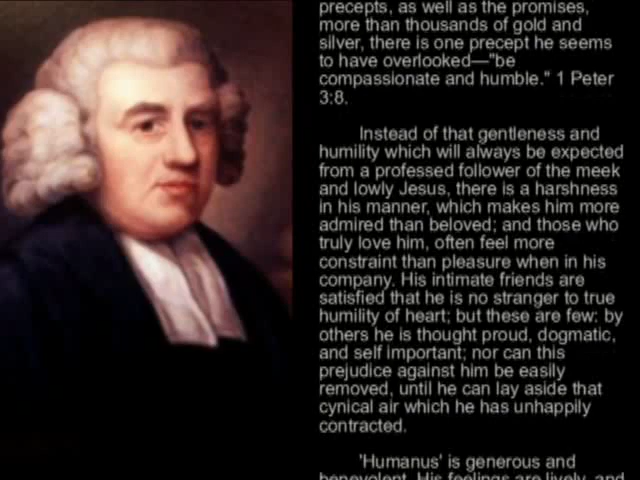 precepts, as well as the promises,
more than thousands of gold and
silver, there is one precept he seems
to have overlooked—"be
compassionate and humble." 1 Peter
3:8.
Instead of that gentleness and
humility which will always be expected
from a professed follower of the meek
and lowly Jesus, there is a harshness
in his manner, which makes him more
admired than beloved; and those who
truly love him, often feel more
constraint than pleasure when in his
company. His intimate friends are
satisfied that he is no stranger to true
humility of heart; but these are few: by
others he is thought proud, dogmatic,
and self important; nor can this
prejudice against him be easily
removed, until he can lay aside that
cynical air which he has unhappily
contracted.
'Humanus' is generous and
benevolent. His feelings are lively, and